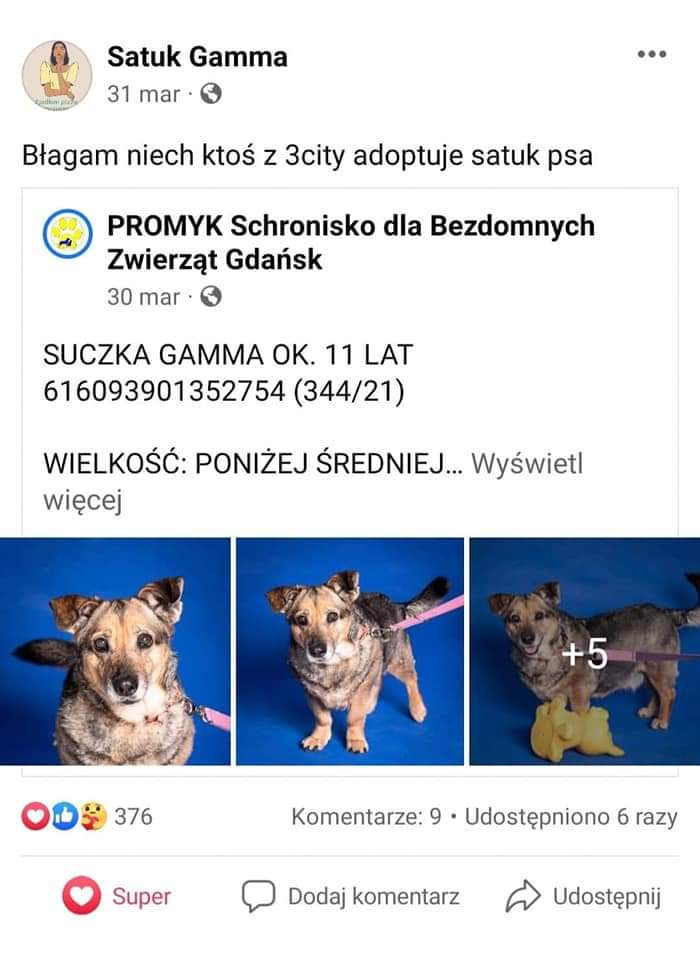 Satuk Gamma
31 mar ·
Błagam niech ktoś z 3city adoptuje satuk psa
PROMYK Schronisko dla Bezdomnych
Zwierząt Gdańsk
30 mar ·
SUCZKA GAMMA OK. 11 LAT
616093901352754 (344/21)
WIELKOŚĆ: PONIŻEJ ŚREDNIEJ... Wyświetl
więcej
+5
376 Komentarze: 9 • Udostępniono 6 razy
Super Dodaj komentarz Udostępnij